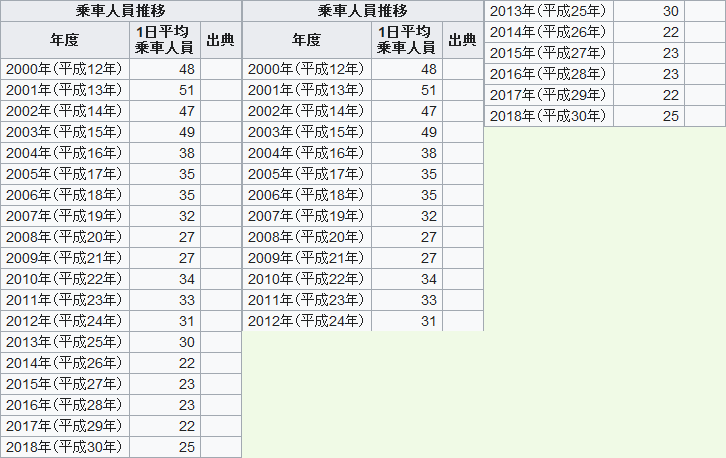 乗車人員推移
年度 1日平均 出典
乗車人員
2000年(平成12年) 48
2001年(平成13年) 51
2002年(平成14年) 47
2003年(平成15年) 49
2004年(平成16年) 38
2005年(平成17年) 35
2006年(平成18年) 35
2007年(平成19年) 32
2008年(平成20年) 27
2009年(平成21年) 27
2010年(平成22年) 34
2011年(平成23年) 33
2012年(平成24年) 31
2013年(平成25年) 30
2014年(平成26年) 22
2015年(平成27年) 23
2016年(平成28年) 23
2017年(平成29年) 22
2018年(平成30年) 25
乗車人員推移
年度 1日平均 出典
乗車人員
2000年(平成12年) 48
2001年(平成13年) 51
2002年(平成14年) 47
2003年(平成15年) 49
2004年(平成16年) 38
2005年(平成17年) 35
2006年(平成18年) 35
2007年(平成19年) 32
2008年(平成20年) 27
2009年(平成21年) 27
2010年(平成22年) 34
2011年(平成23年) 33
2012年(平成24年) 31
2013年(平成25年) 30
2014年(平成26年) 22
2015年(平成27年) 23
2016年(平成28年) 23
2017年(平成29年) 22
2018年(平成30年) 25